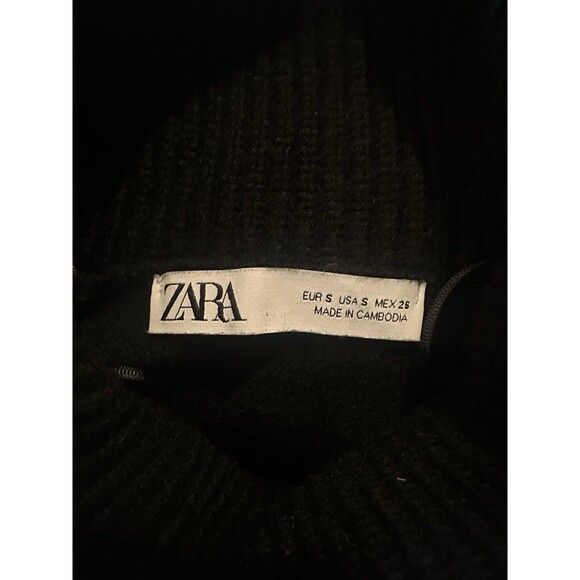 ZARA
EUR S USA S MEX 26
MADE IN CAMBODIA